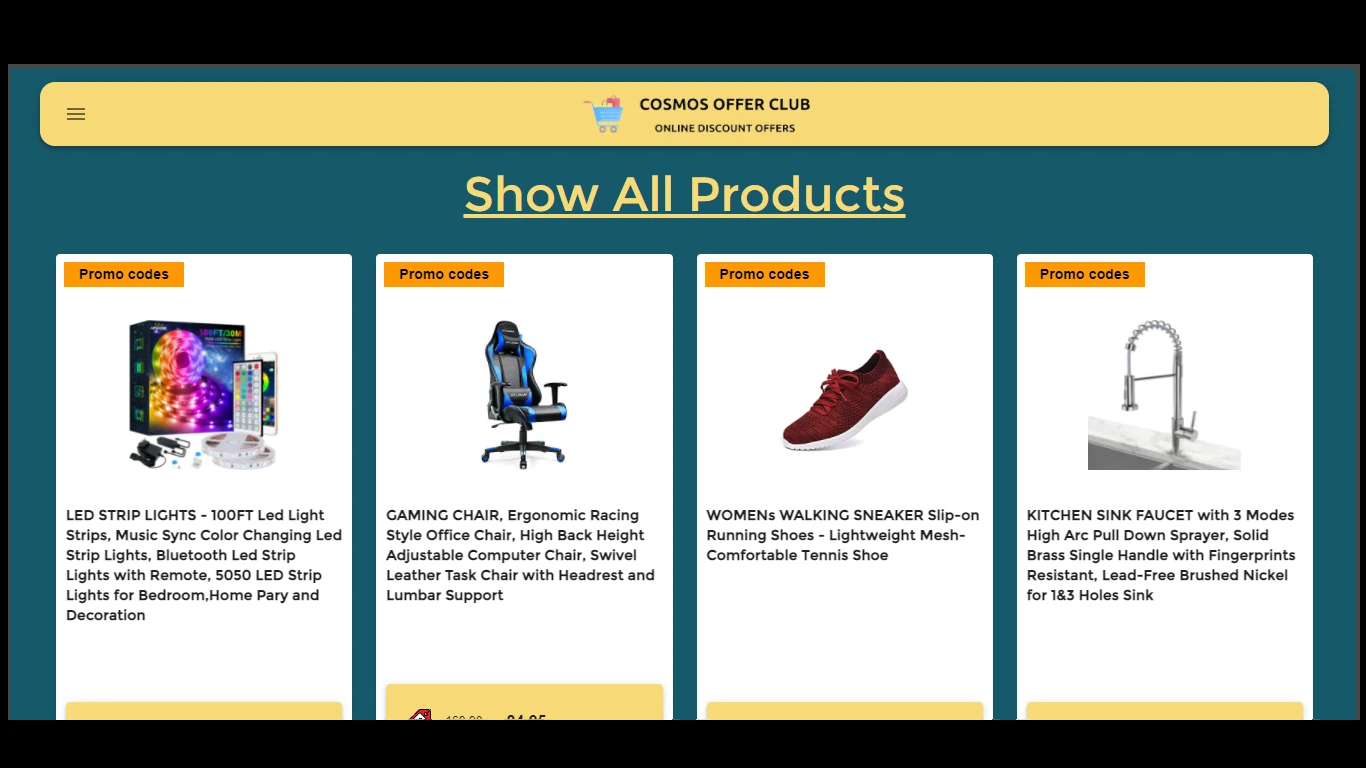 COSMOS OFFER CLUB
ONLINE DISCOUNT OFFERS
Show All Products
Promo codes
Promo codes
Promo codes
Promo codes
100FT/30M
LED STRIP LIGHTS - 100FT Led Light
Strips, Music Sync Color Changing Led
Strip Lights, Bluetooth Led Strip
Lights with Remote, 5050 LED Strip
Lights for Bedroom,Home Pary and
Decoration
GAMING CHAIR, Ergonomic Racing
Style Office Chair, High Back Height
Adjustable Computer Chair, Swivel
Leather Task Chair with Headrest and
Lumbar Support
WOMENs WALKING SNEAKER Slip-on
Running Shoes - Lightweight Mesh-
Comfortable Tennis Shoe
KITCHEN SINK FAUCET with 3 Modes
High Arc Pull Down Sprayer, Solid
Brass Single Handle with Fingerprints
Resistant, Lead-Free Brushed Nickel
for 1&3 Holes Sink